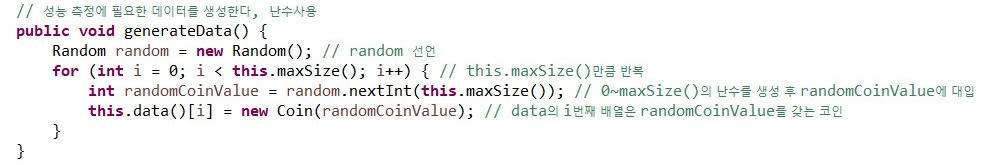 // 성능 측정에 필요한 데이터를 생성한다, 난수사용
public void generateData() {
    Random random = new Random(); // random 선언
    for (int i = 0; i < this.maxSize(); i++) { // this.maxSize()만큼 반복
        int randomCoinValue = random.nextInt(this.maxSize()); // 0~maxSize()의 난수를 생성 후 randomCoinValue에 대입
        this.data()[i] = new Coin(randomCoinValue); // data의 i번째 배열은 randomCoinValue를 갖는 코인
    }
}